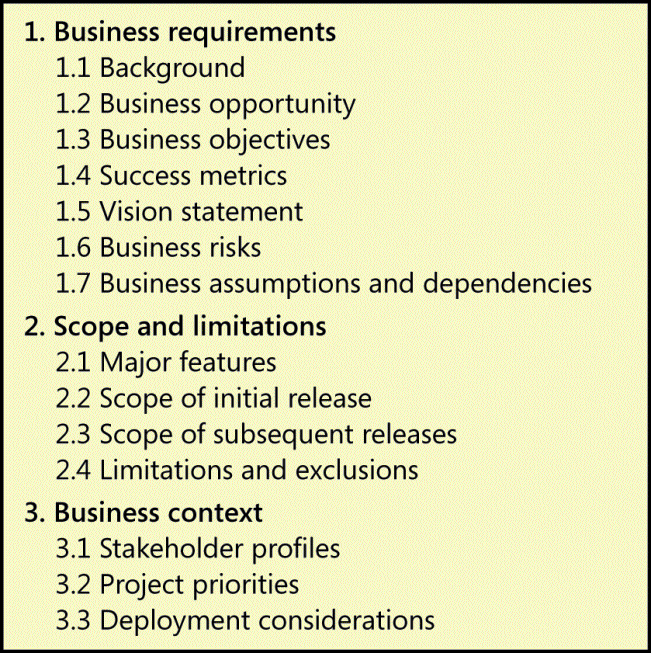 1. Business requirements
1.1 Background
1.2 Business opportunity
1.3 Business objectives
1.4 Success metrics
1.5 Vision statement
1.6 Business risks
1.7 Business assumptions and dependencies
2. Scope and limitations
2.1 Major features
2.2 Scope of initial release
2.3 Scope of subsequent releases
2.4 Limitations and exclusions
3. Business context
3.1 Stakeholder profiles
3.2 Project priorities
3.3 Deployment considerations